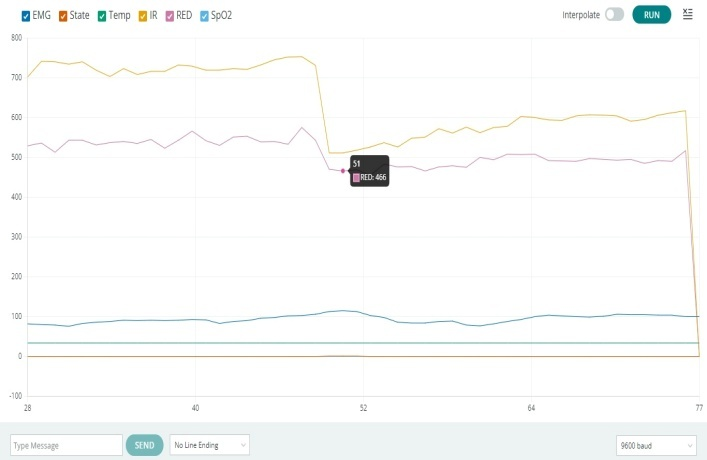 EMG State Temp IR RED SpO2 Interpolate RUN
800
700
600
500
51
RED: 466
400
300
200
100
0
-100
28 40 52 64 77
Type Message SEND No Line Ending 9600 baud